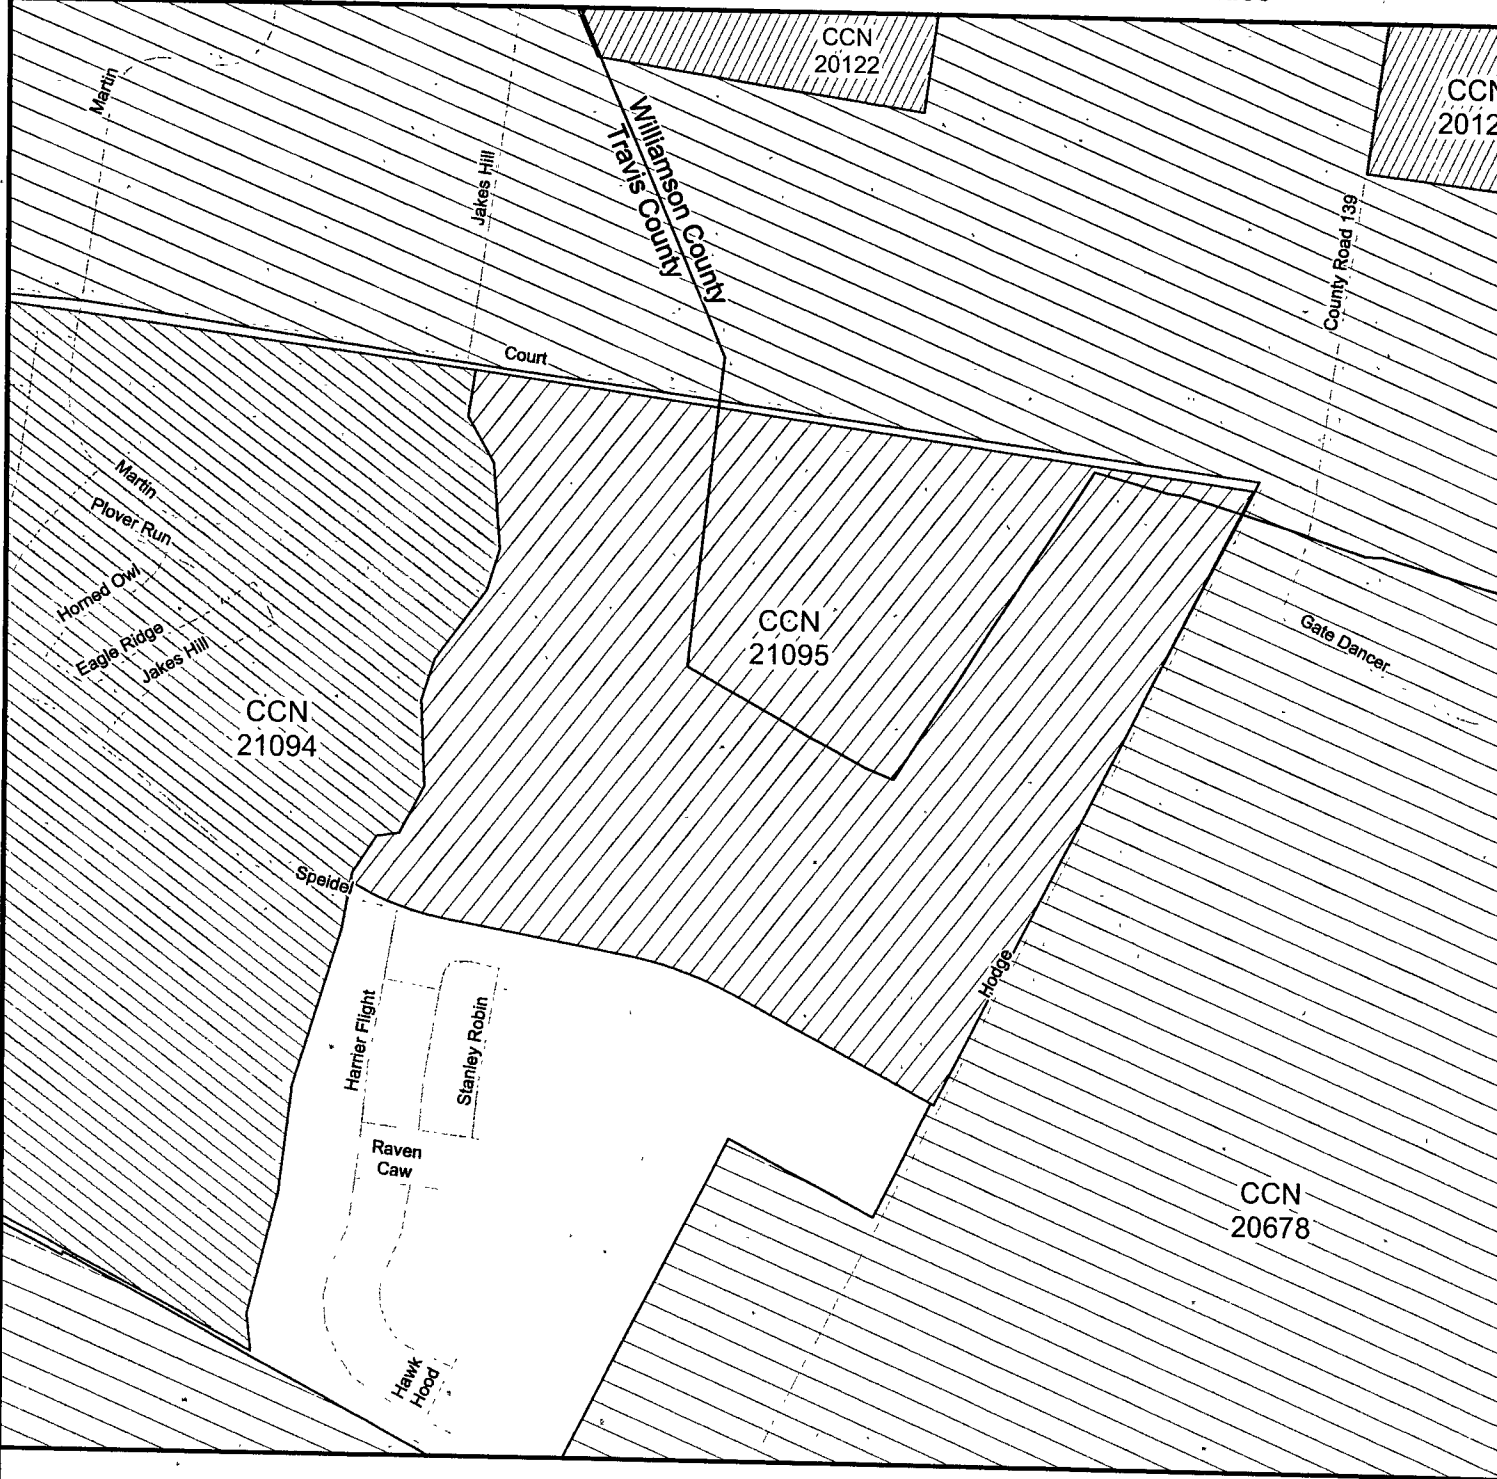 CCN
20122
CCN
2012
Martin
Jakes Hill
Williamson County
Travis County
County Road 139
Court
Martin
Plover Run
Horned Owl
Eagle Ridge
Jakes Hill
CCN
21094
CCN
21095
Gate Dancer
Speidel
Hodge
Harrier Flight
Stanley Robin
Raven
Caw
CCN
20678
Hawk
Hood